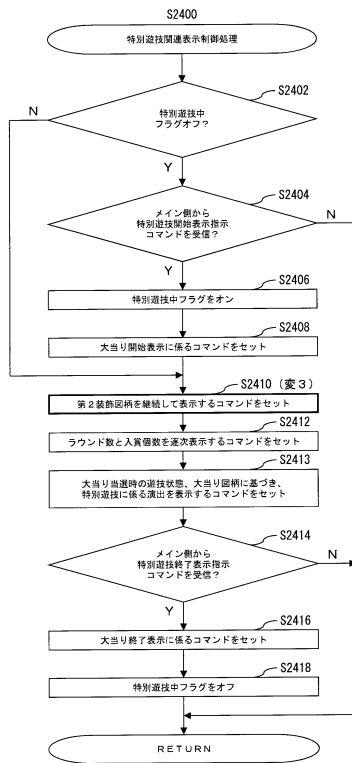 S2400
特別遊技関連表示制御処理
S2402
特別遊技中
フラグオフ?
N
Y
S2404
メイン側から
特別遊技開始表示指示
コマンドを受信?
N
Y
S2406
特別遊技中フラグをオン
S2408
大当り開始表示に係るコマンドをセット
S2410 (変3)
第2装飾図柄を継続して表示するコマンドをセット
S2412
ラウンド数と入賞個数を逐次表示するコマンドをセット
S2413
大当り当選時の遊技状態、大当り図柄に基づき、
特別遊技に係る演出を表示するコマンドをセット
S2414
メイン側から
特別遊技終了表示指示
コマンドを受信?
N
Y
S2416
大当り終了表示に係るコマンドをセット
S2418
特別遊技中フラグをオフ
RETURN